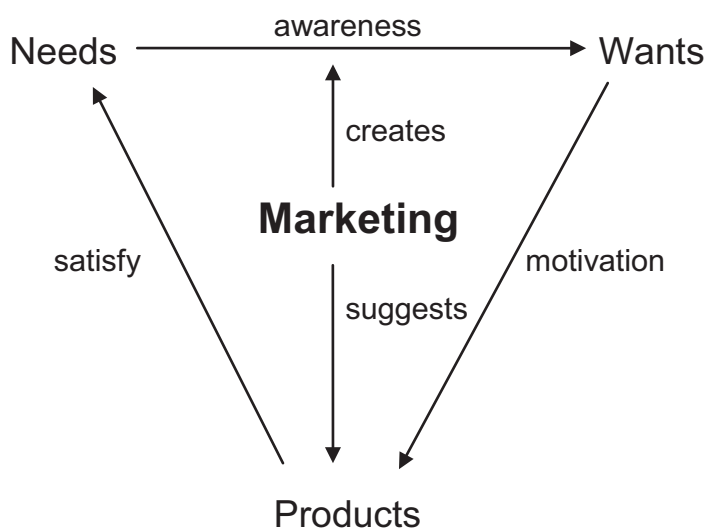 awareness
Needs
Wants
creates
Marketing
satisfy
motivation
suggests
Products